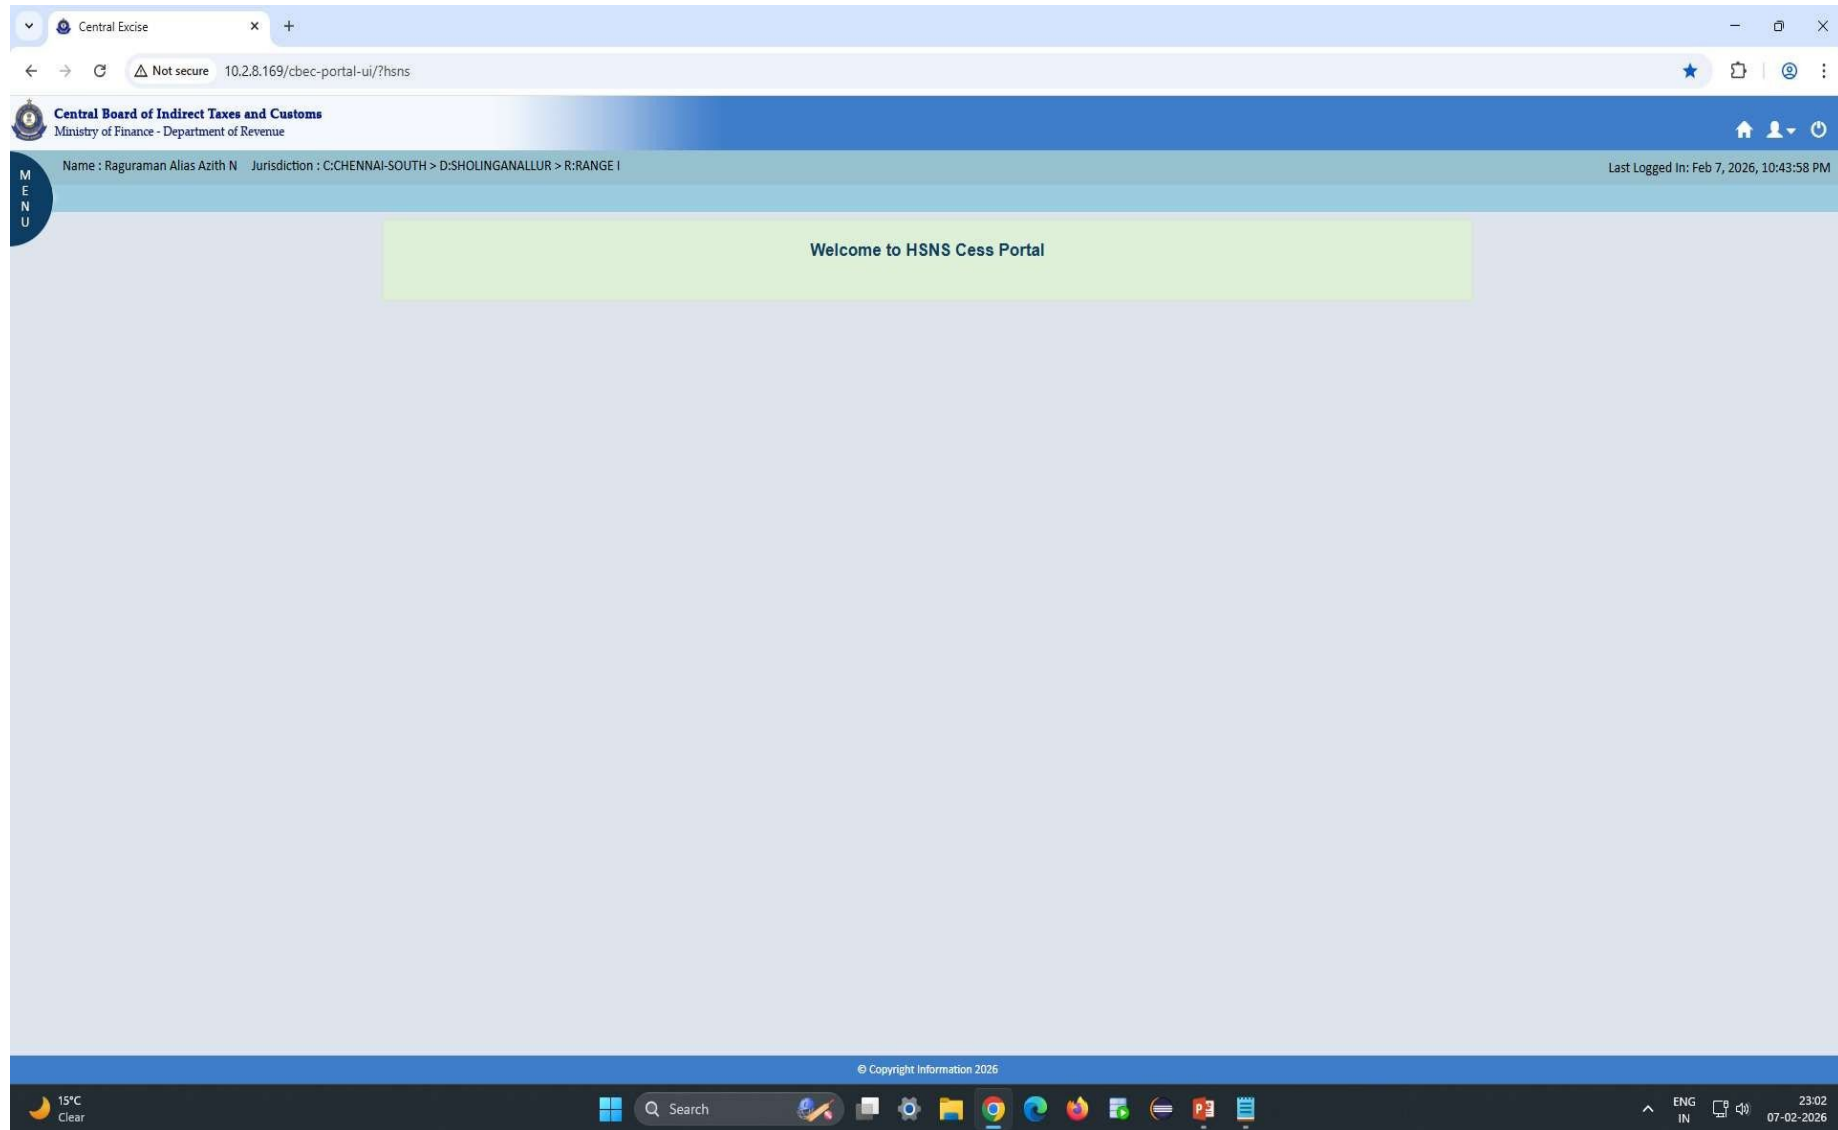 Central Excise
Not secure 10.2.8.169/cbec-portal-ui/?hsns
Central Board of Indirect Taxes and Customs
Ministry of Finance - Department of Revenue
MENU
Name : Raguraman Alias Azith N Jurisdiction : C:CHENNAI-SOUTH > D:SHOLINGANALLUR > R:RANGE I
Last Logged In: Feb 7, 2026, 10:43:58 PM
Welcome to HSNS Cess Portal
© Copyright Information 2026
15°C
Clear
Search
ENG
IN
23:02
07-02-2026